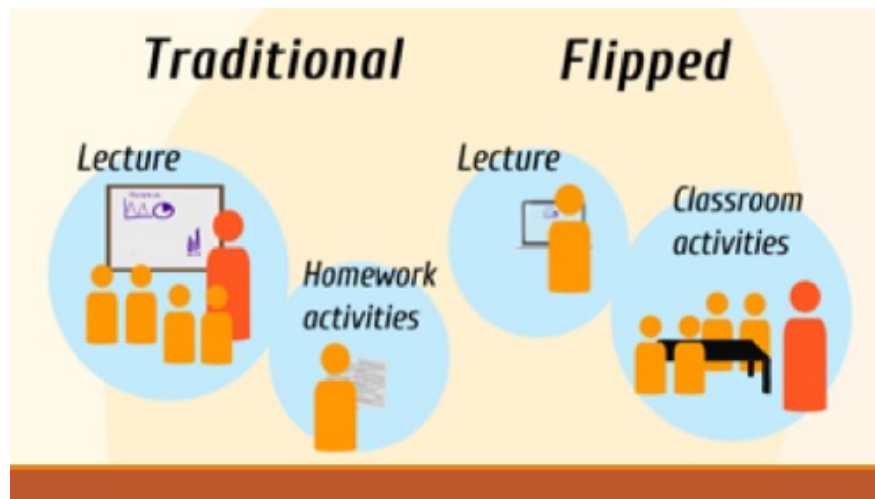 Traditional
Flipped
Lecture
Homework
activities
Lecture
Classroom
activities